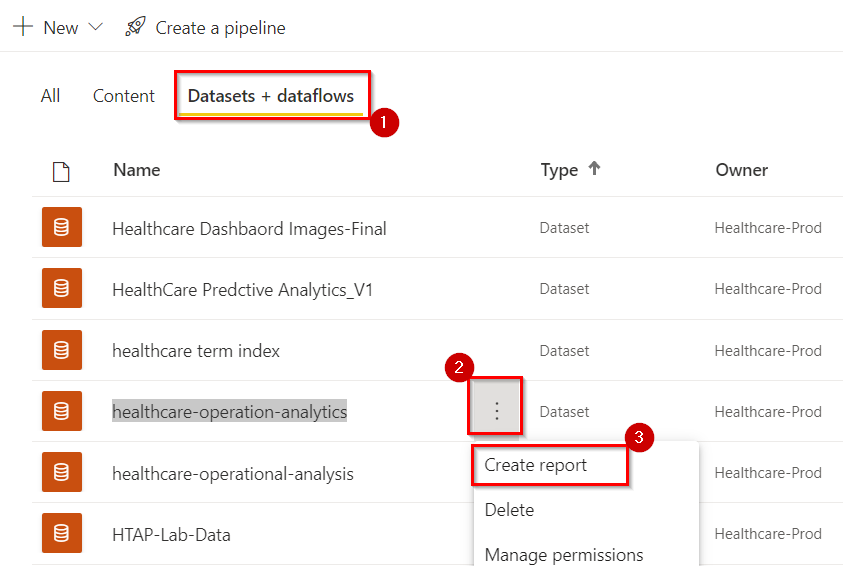 New
Create a pipeline
All Content Datasets + dataflows
1
Name Type Owner
Healthcare Dashbaord Images-Final Dataset Healthcare-Prod
HealthCare Predctive Analytics_V1 Dataset Healthcare-Prod
healthcare term index Dataset Healthcare-Prod
2
healthcare-operation-analytics Dataset Healthcare-Prod
3
healthcare-operational-analysis Create report Healthcare-Prod
Delete
HTAP-Lab-Data Healthcare-Prod
Manage permissions